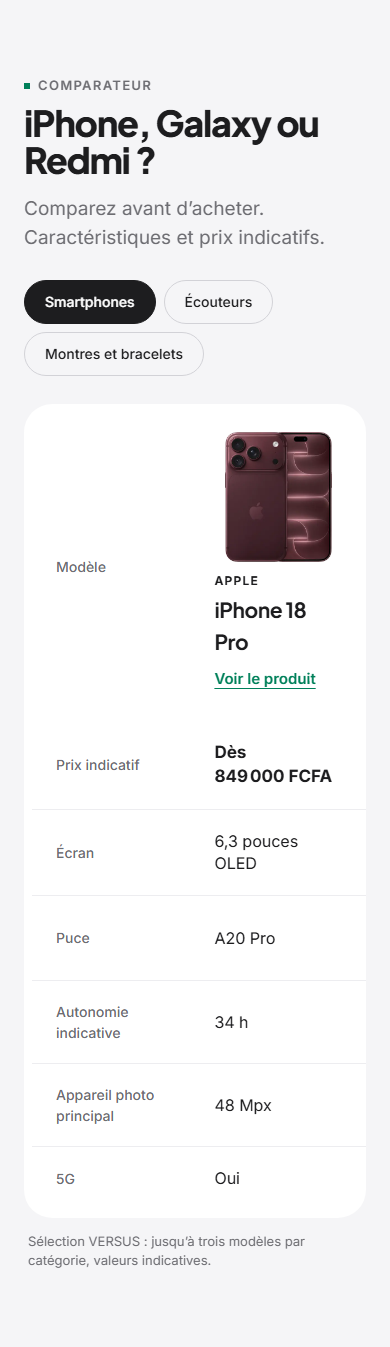 COMPARATEUR
iPhone, Galaxy ou
Redmi ?
Comparez avant d’acheter.
Caractéristiques et prix indicatifs.
Smartphones
Écouteurs
Montres et bracelets
Modèle
APPLE
iPhone 18
Pro
Voir le produit
Prix indicatif
Dès
849 000 FCFA
Écran
6,3 pouces
OLED
Puce
A20 Pro
Autonomie
indicative
34 h
Appareil photo
principal
48 Mpx
5G
Oui
Sélection VERSUS : jusqu’à trois modèles par
catégorie, valeurs indicatives.